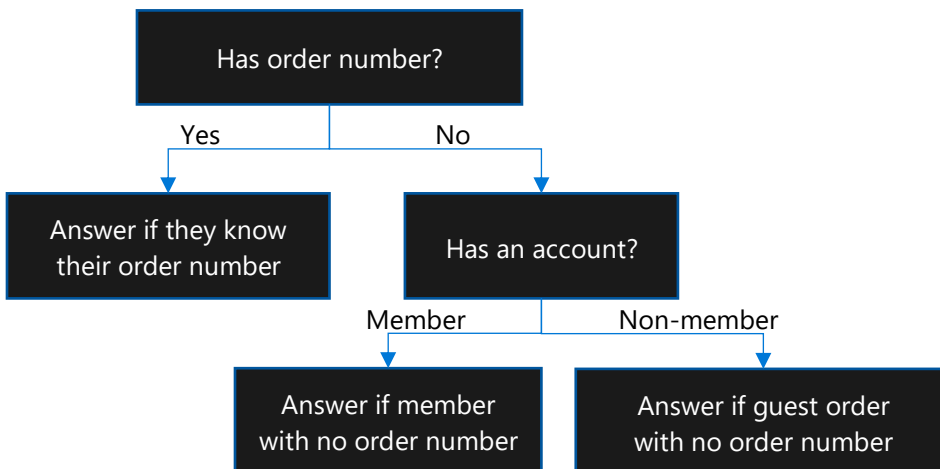 Has order number?
Yes
No
Answer if they know
their order number
Has an account?
Member
Non-member
Answer if member
with no order number
Answer if guest order
with no order number